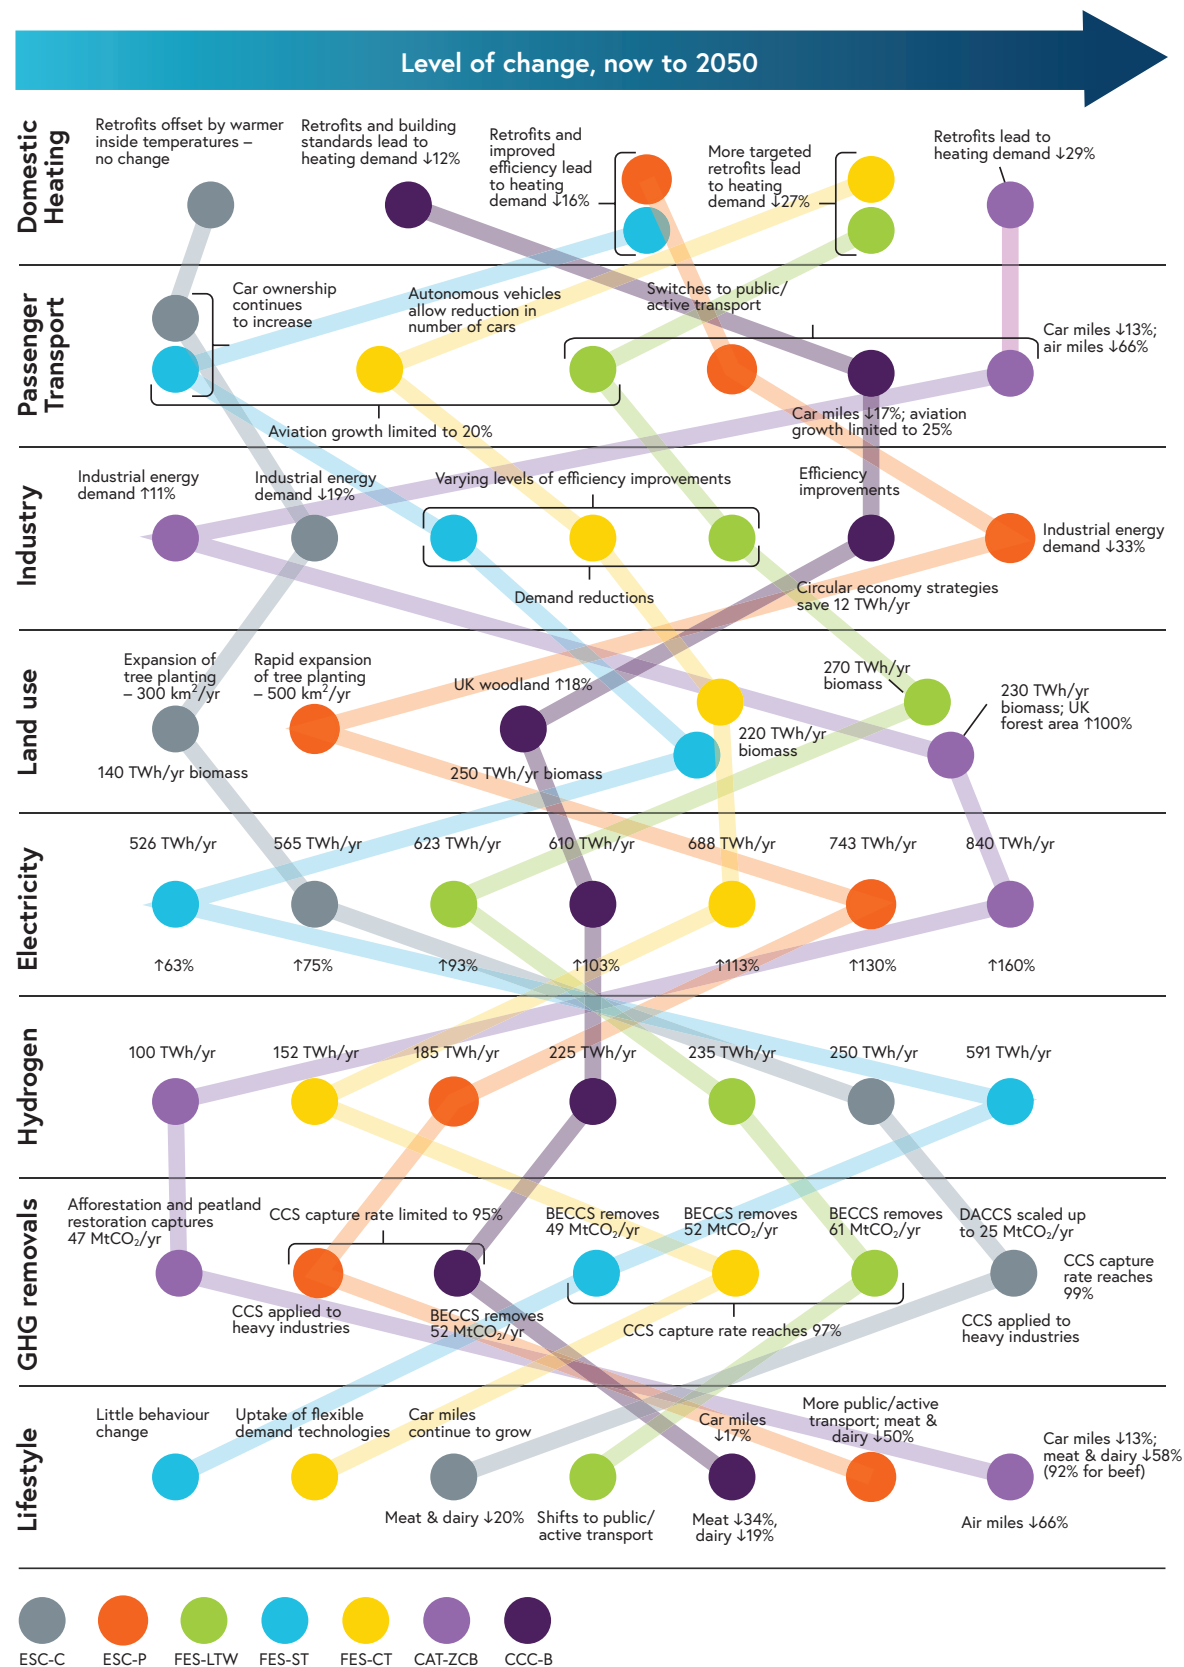 Level of change, now to 2050
Domestic
Heating
Retrofits offset by warmer
inside temperatures –
no change
Retrofits and building
standards lead to
heating demand ↓12%
Retrofits and
improved
efficiency lead
to heating
demand ↓16%
More targeted
retrofits lead
to heating
demand ↓27%
Retrofits lead to
heating demand ↓29%
Passenger
Transport
Car ownership
continues
to increase
Autonomous vehicles
allow reduction in
number of cars
Switches to public/
active transport
Car miles ↓13%;
air miles ↓66%
Aviation growth limited to 20%
Car miles ↓17%; aviation
growth limited to 25%
Industry
Industrial energy
demand ↑11%
Industrial energy
demand ↓19%
Varying levels of efficiency improvements
Efficiency
improvements
Industrial energy
demand ↓33%
Demand reductions
Circular economy strategies
save 12 TWh/yr
Land use
Expansion of
tree planting
– 300 km²/yr
Rapid expansion
of tree planting
– 500 km²/yr
UK woodland ↑18%
270 TWh/yr
biomass
230 TWh/yr
biomass; UK
forest area ↑100%
220 TWh/yr
biomass
140 TWh/yr biomass
250 TWh/yr biomass
Electricity
526 TWh/yr
565 TWh/yr
623 TWh/yr
610 TWh/yr
688 TWh/yr
743 TWh/yr
840 TWh/yr
↑63%
↑75%
↑93%
↑103%
↑113%
↑130%
↑160%
Hydrogen
100 TWh/yr
152 TWh/yr
185 TWh/yr
225 TWh/yr
235 TWh/yr
250 TWh/yr
591 TWh/yr
GHG removals
Afforestation and peatland
restoration captures
47 MtCO₂/yr
CCS capture rate limited to 95%
BECCS removes
49 MtCO₂/yr
BECCS removes
52 MtCO₂/yr
BECCS removes
61 MtCO₂/yr
DACCS scaled up
to 25 MtCO₂/yr
CCS capture
rate reaches
99%
CCS applied to
heavy industries
BECCS removes
52 MtCO₂/yr
CCS capture rate reaches 97%
CCS applied to
heavy industries
Lifestyle
Little behaviour
change
Uptake of flexible
demand technologies
Car miles
continue to grow
Car miles
↓17%
More public/active
transport; meat &
dairy ↓50%
Car miles ↓13%;
meat & dairy ↓58%
(92% for beef)
Meat & dairy ↓20%
Shifts to public/
active transport
Meat ↓34%,
dairy ↓19%
Air miles ↓66%
ESC-C
ESC-P
FES-LTW
FES-ST
FES-CT
CAT-ZCB
CCC-B